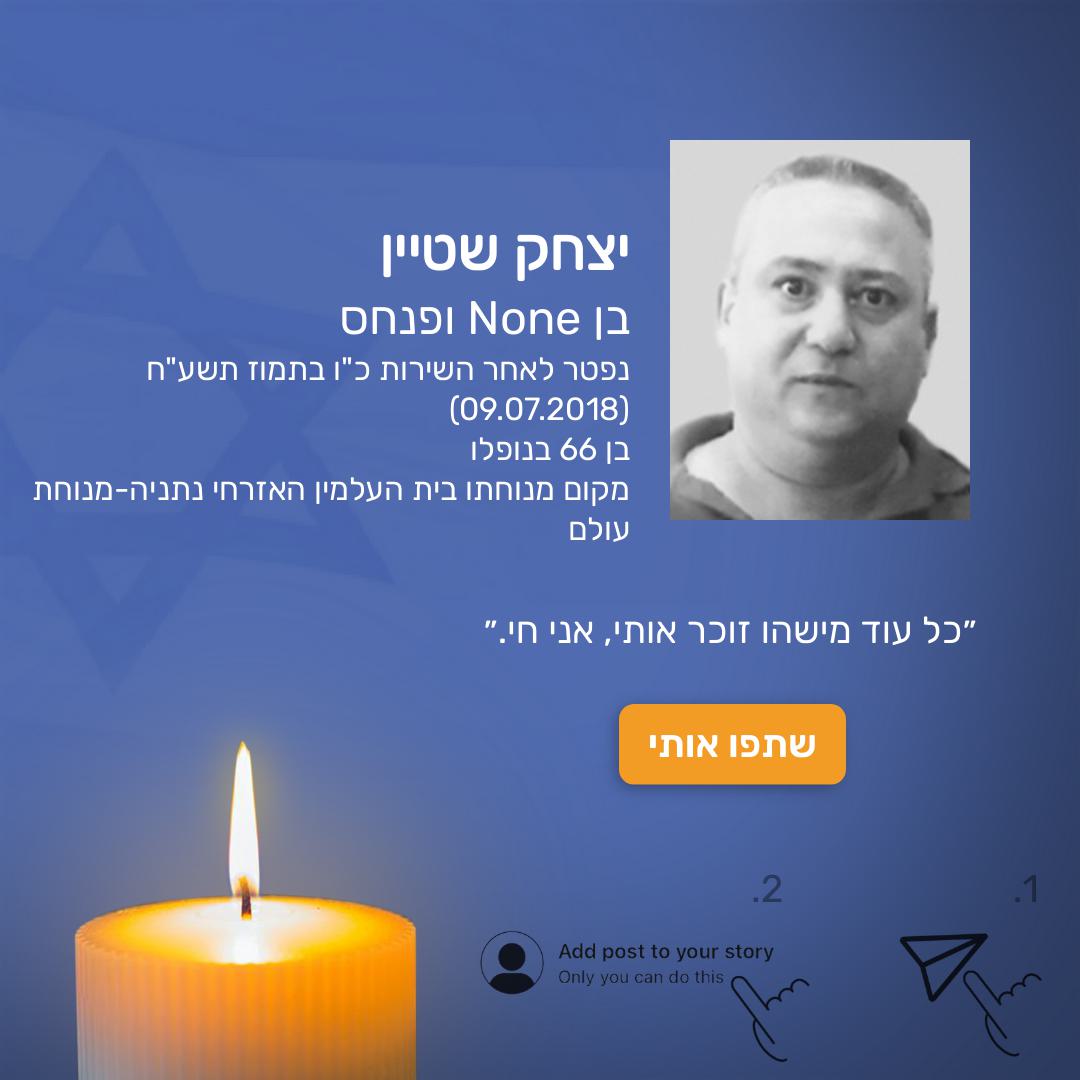 יצחק שטיין
בן None ופנחס
נפטר לאחר השירות כ"ו בתמוז תשע"ח
(09.07.2018)
בן 66 בנופלו
מקום מנוחתו בית העלמין האזרחי נתניה-מנוחת
עולם
״כל עוד מישהו זוכר אותי, אני חי.״
שתפו אותי
1.
2.
Add post to your story
Only you can do this